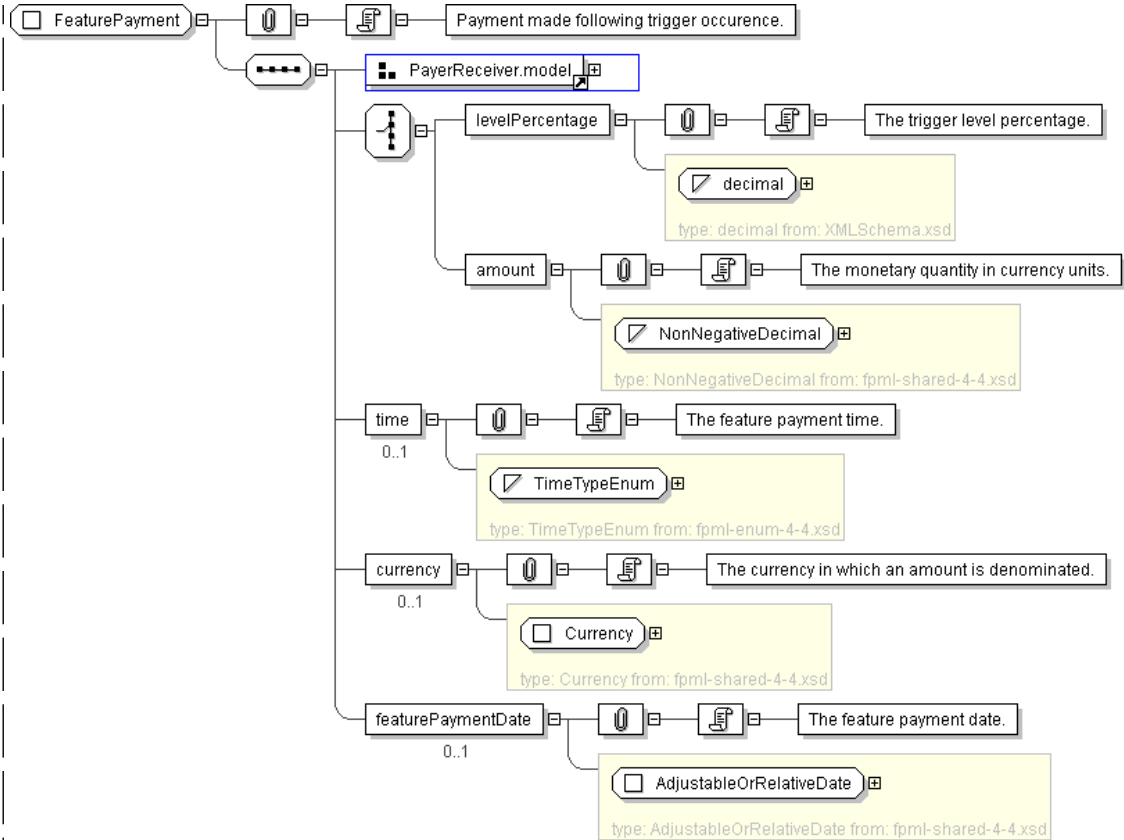 FeaturePayment
Payment made following trigger occurence.
PayerReceiver.model
levelPercentage
The trigger level percentage.
decimal
type: decimal from: XMLSchema.xsd
amount
The monetary quantity in currency units.
NonNegativeDecimal
type: NonNegativeDecimal from: fpml-shared-4-4.xsd
time
The feature payment time.
0..1
TimeTypeEnum
type: TimeTypeEnum from: fpml-enum-4-4.xsd
currency
The currency in which an amount is denominated.
0..1
Currency
type: Currency from: fpml-shared-4-4.xsd
featurePaymentDate
The feature payment date.
0..1
AdjustableOrRelativeDate
type: AdjustableOrRelativeDate from: fpml-shared-4-4.xsd